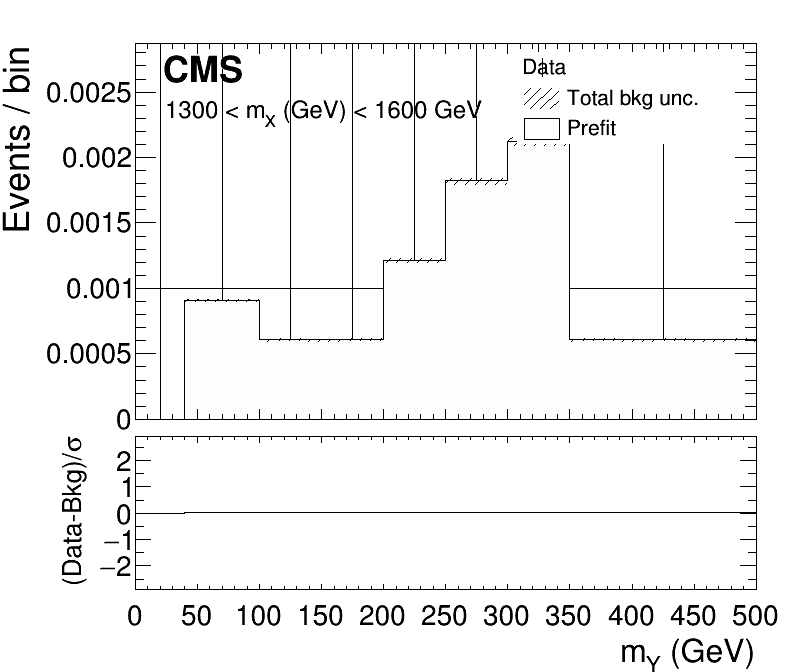 CMS
1300 < mX (GeV) < 1600 GeV
Data
Total bkg unc.
Prefit
Events / bin
0.0025
0.002
0.0015
0.001
0.0005
0
(Data-Bkg)/σ
2
1
0
−1
−2
0 50 100 150 200 250 300 350 400 450 500
mY (GeV)